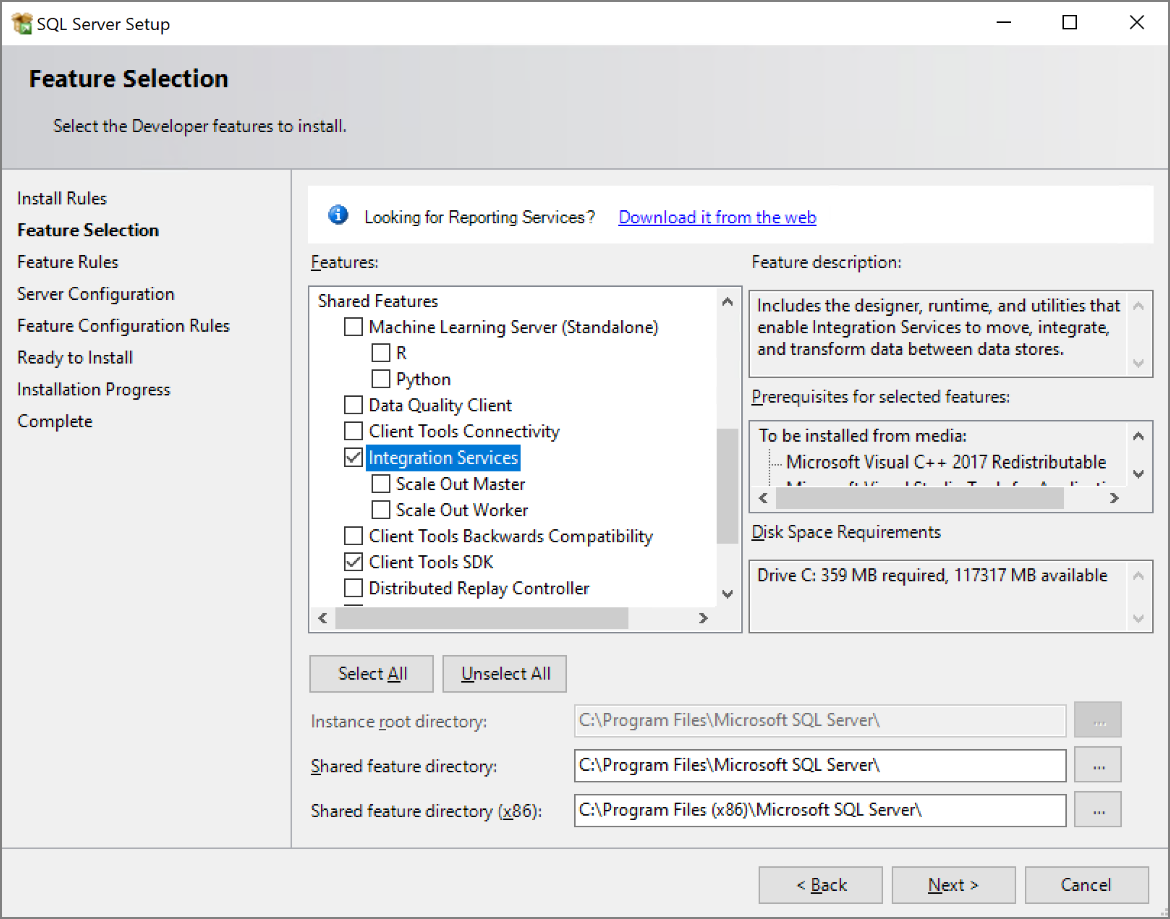 SQL Server Setup
Feature Selection
Select the Developer features to install.
Install Rules
Feature Selection
Feature Rules
Server Configuration
Feature Configuration Rules
Ready to Install
Installation Progress
Complete
Looking for Reporting Services? Download it from the web
Features:
Shared Features
Machine Learning Server (Standalone)
R
Python
Data Quality Client
Client Tools Connectivity
Integration Services
Scale Out Master
Scale Out Worker
Client Tools Backwards Compatibility
Client Tools SDK
Distributed Replay Controller
Feature description:
Includes the designer, runtime, and utilities that
enable Integration Services to move, integrate,
and transform data between data stores.
Prerequisites for selected features:
To be installed from media:
Microsoft Visual C++ 2017 Redistributable
Disk Space Requirements
Drive C: 359 MB required, 117317 MB available
Select All
Unselect All
Instance root directory: C:\Program Files\Microsoft SQL Server\ ...
Shared feature directory: C:\Program Files\Microsoft SQL Server\ ...
Shared feature directory (x86): C:\Program Files (x86)\Microsoft SQL Server\ ...
< Back
Next >
Cancel